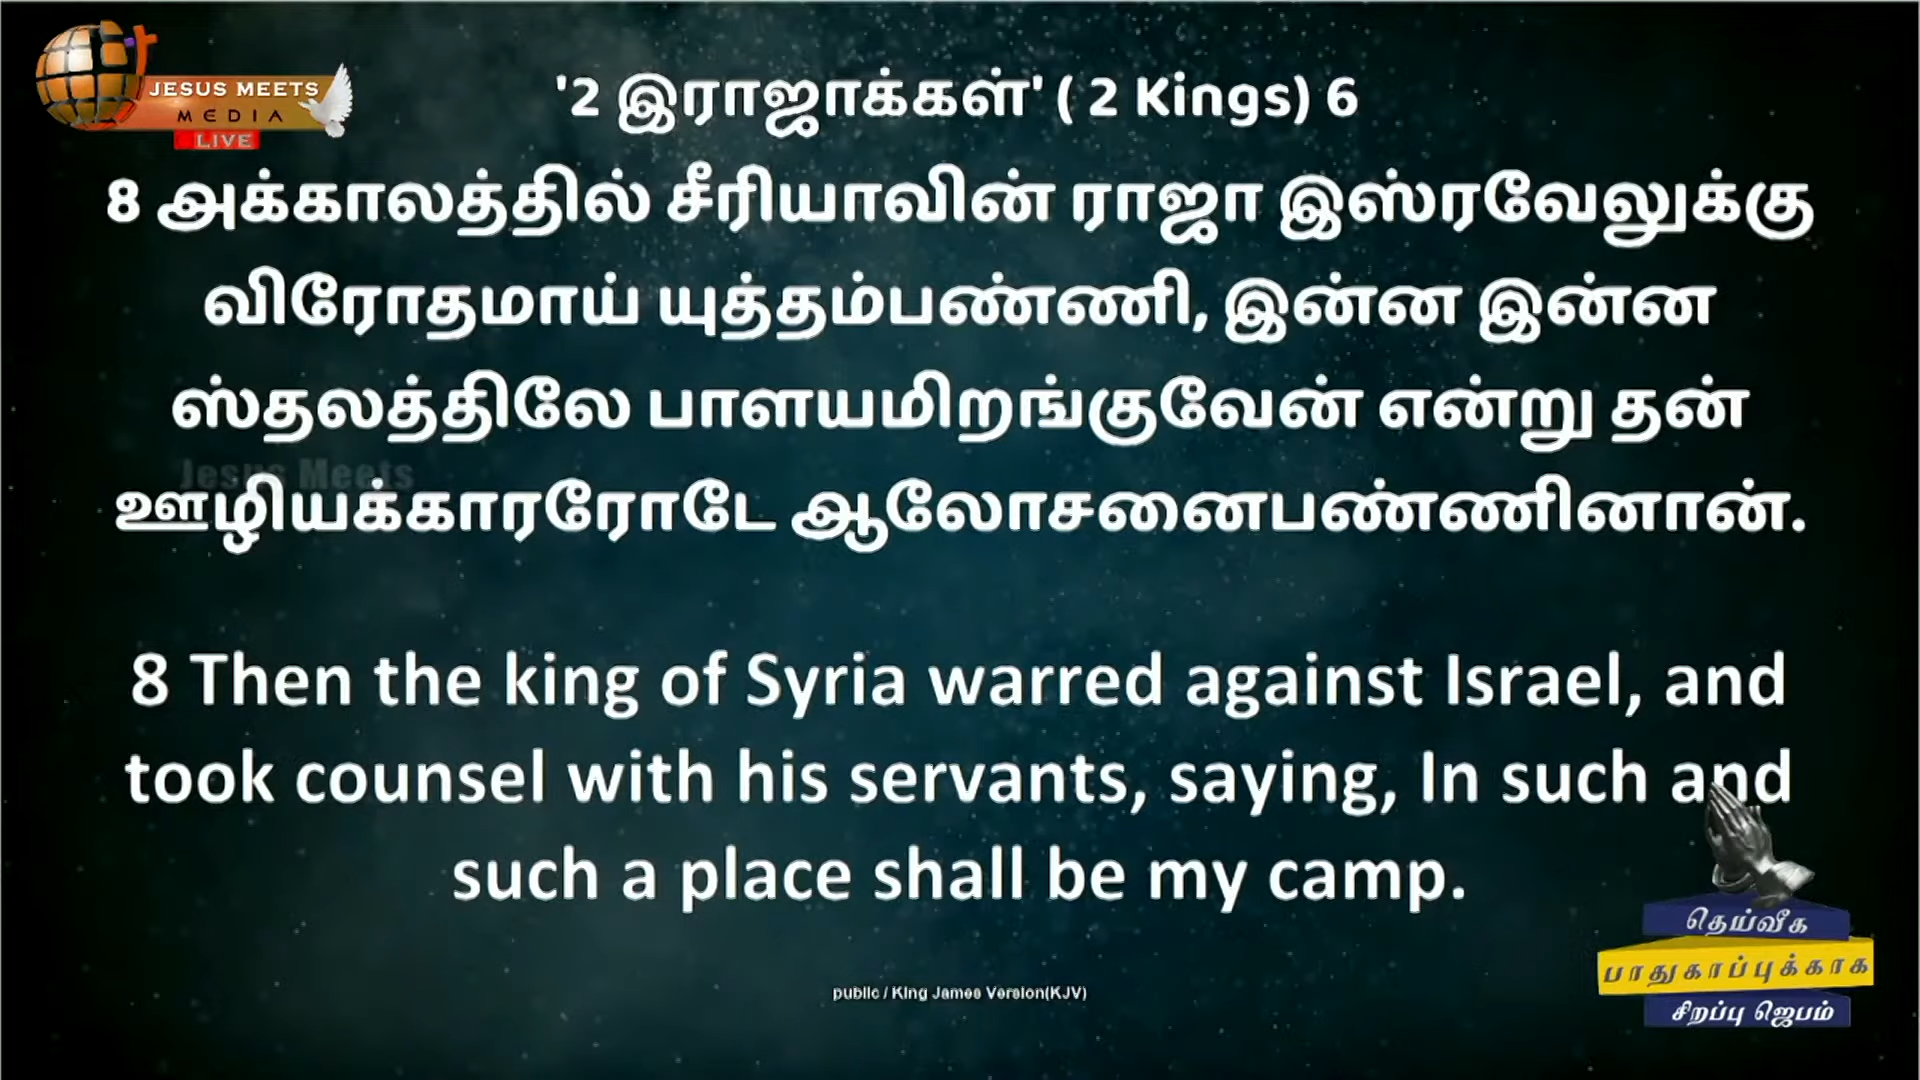 JESUS MEETS
MEDIA
LIVE
'2 இராஜாக்கள்' ( 2 Kings) 6
8 அக்காலத்தில் சீரியாவின் ராஜா இஸ்ரவேலுக்கு
விரோதமாய் யுத்தம்பண்ணி, இன்ன இன்ன
ஸ்தலத்திலே பாளயமிறங்குவேன் என்று தன்
Jesus Meets
ஊழியக்காரரோடே ஆலோசனைபண்ணினான்.
8 Then the king of Syria warred against Israel, and
took counsel with his servants, saying, In such and
such a place shall be my camp.
தெய்வீக
பாதுகாப்புக்காக
சிறப்பு ஜெபம்
public / King James Version(KJV)